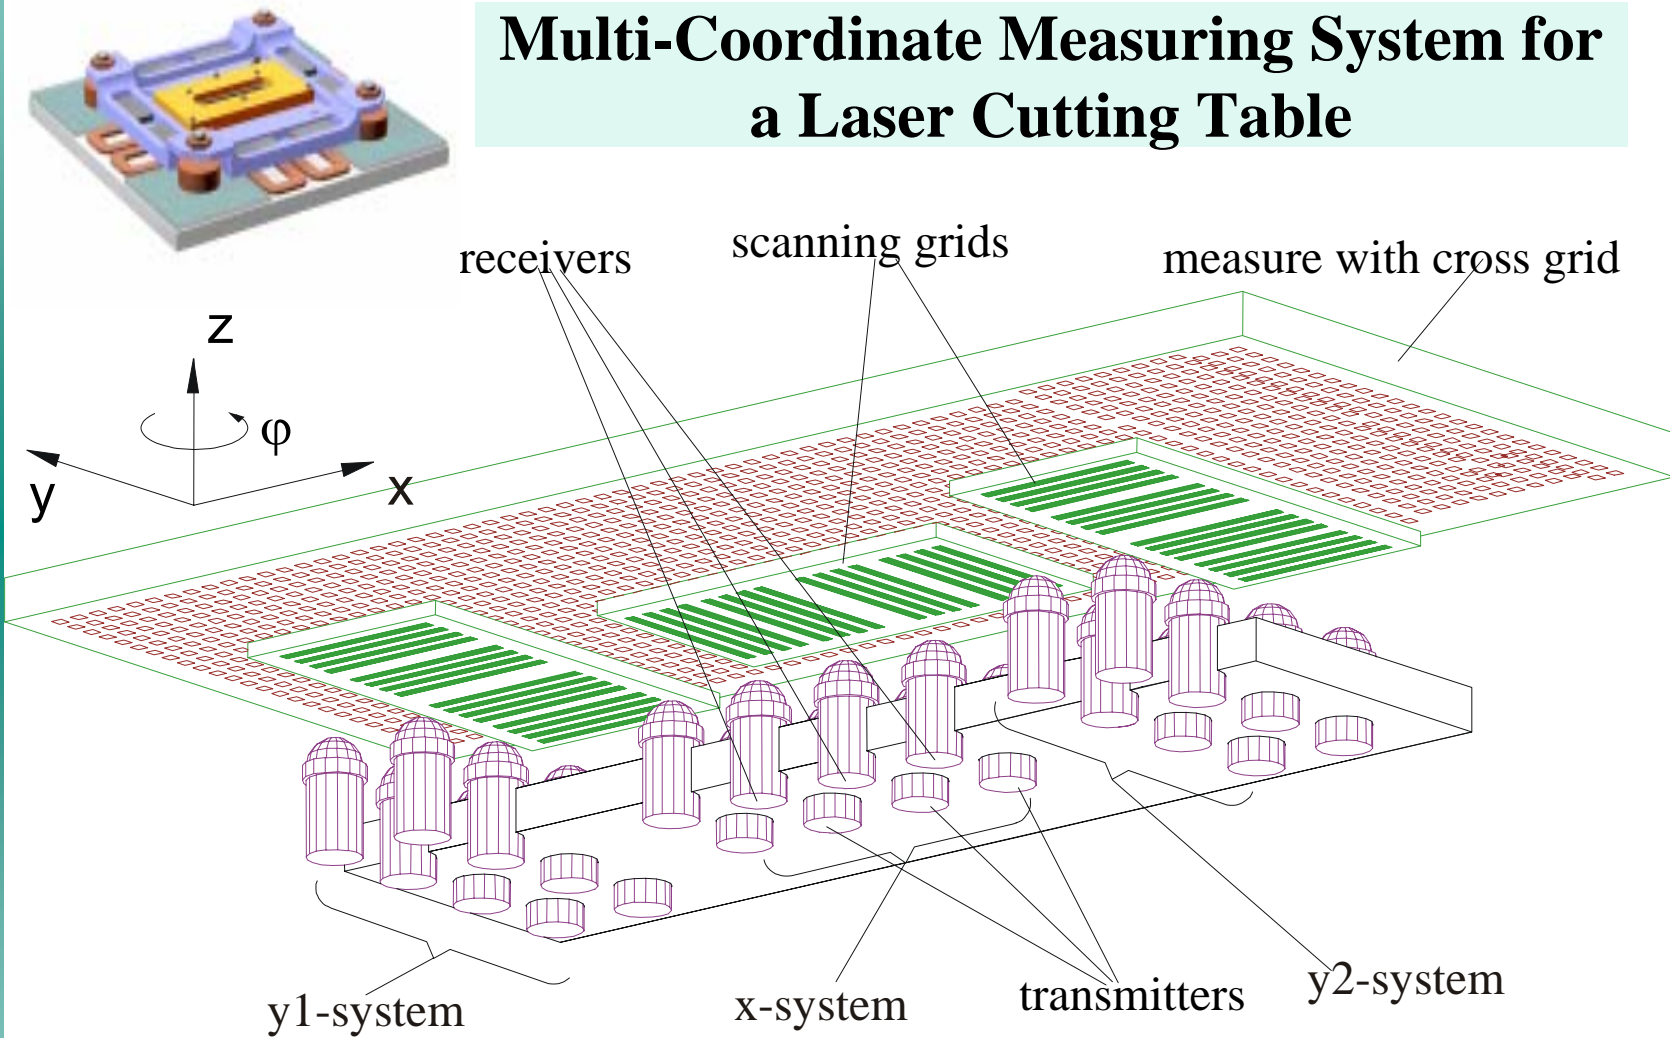 Multi-Coordinate Measuring System for
a Laser Cutting Table
receivers
scanning grids
measure with cross grid
z
φ
y
x
y1-system
x-system
transmitters
y2-system